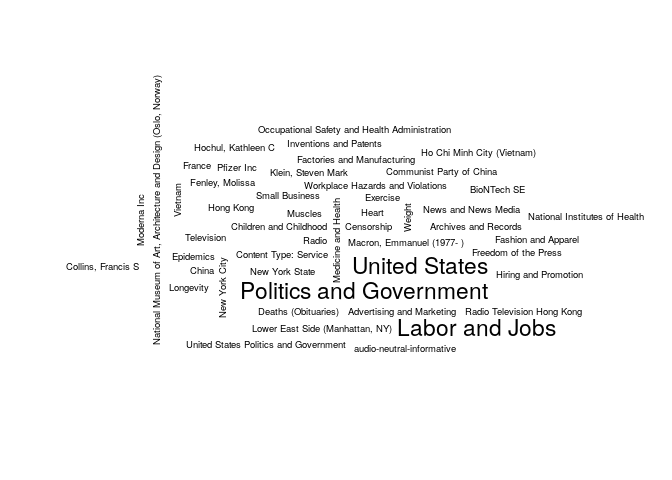 National Museum of Art, Architecture and Design (Oslo, Norway)
Occupational Safety and Health Administration
Hochul, Kathleen C
Inventions and Patents
Factories and Manufacturing
Ho Chi Minh City (Vietnam)
France
Pfizer Inc
Klein, Steven Mark
Communist Party of China
Fenley, Molissa
Workplace Hazards and Violations
BioNTech SE
Vietnam
Small Business
Exercise
Moderna Inc
Hong Kong
Muscles
Medicine and Health
Heart
Weight
News and News Media
National Institutes of Health
Children and Childhood
Censorship
Archives and Records
Television
Radio
Macron, Emmanuel (1977- )
Fashion and Apparel
Epidemics
Content Type: Service
Freedom of the Press
Collins, Francis S
China
New York City
New York State
United States
Hiring and Promotion
Longevity
Politics and Government
Deaths (Obituaries)
Advertising and Marketing
Radio Television Hong Kong
Lower East Side (Manhattan, NY)
Labor and Jobs
United States Politics and Government
audio-neutral-informative